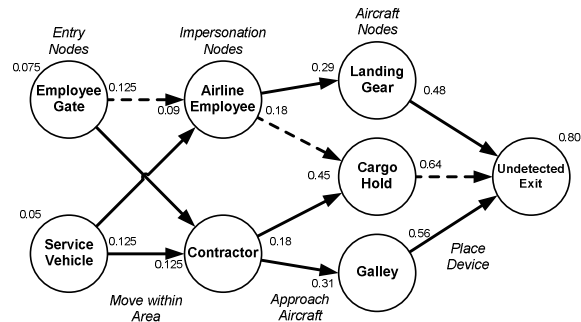 Entry
Nodes
Impersonation
Nodes
Aircraft
Nodes
0.075
Employee
Gate
0.125
0.09
Airline
Employee
0.18
0.29
Landing
Gear
0.48
0.45
Cargo
Hold
0.64
0.80
Undetected
Exit
0.05
Service
Vehicle
0.125
0.125
Contractor
0.18
0.31
Galley
0.56
Place
Device
Move within
Area
Approach
Aircraft